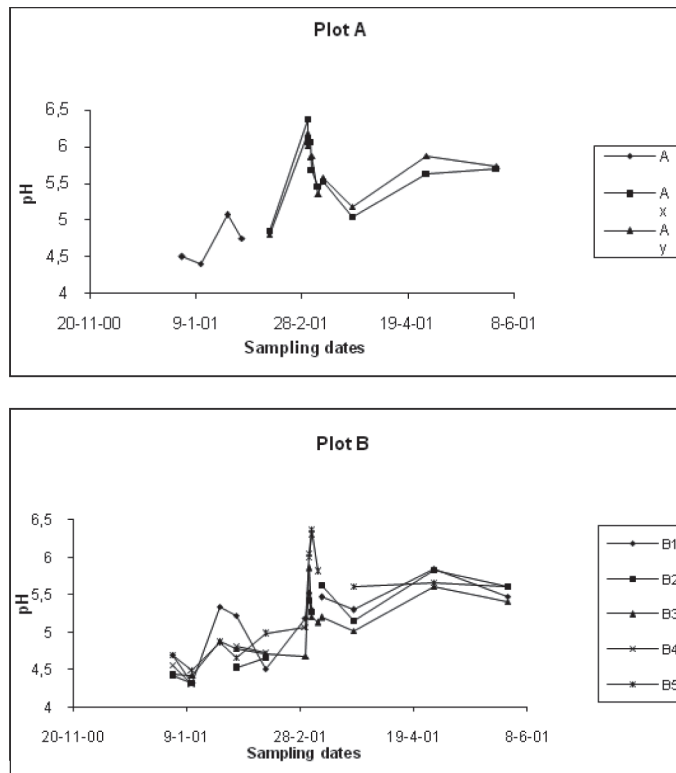 Plot A
6,5
6
5,5
5
4,5
4
pH
20-11-00 9-1-01 28-2-01 19-4-01 8-6-01
Sampling dates
A
A x
A y
Plot B
6,5
6
5,5
5
4,5
4
pH
20-11-00 9-1-01 28-2-01 19-4-01 8-6-01
Sampling dates
B1
B2
B3
B4
B5